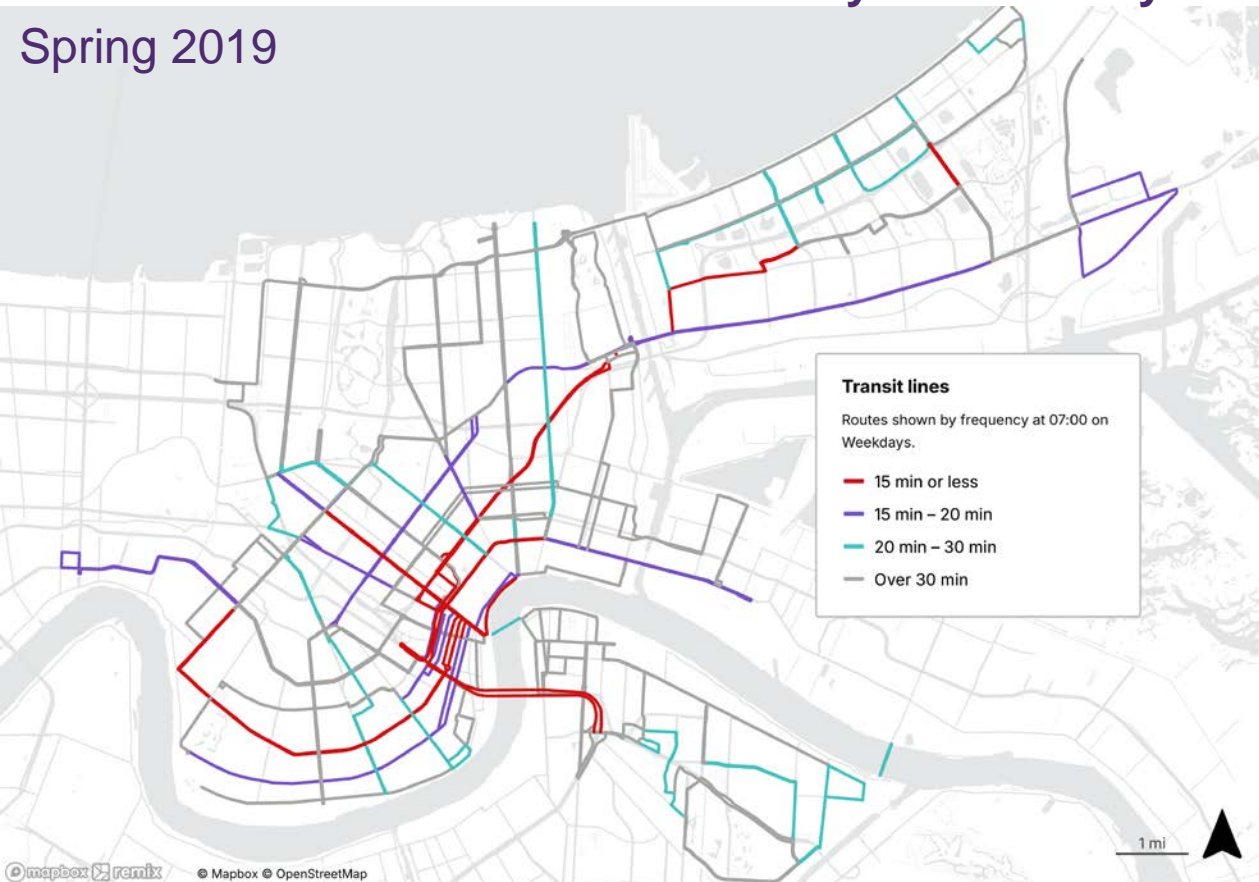 Spring 2019
Transit lines
Routes shown by frequency at 07:00 on
Weekdays.
15 min or less
15 min – 20 min
20 min – 30 min
Over 30 min
1 mi
mapbox remix © Mapbox © OpenStreetMap